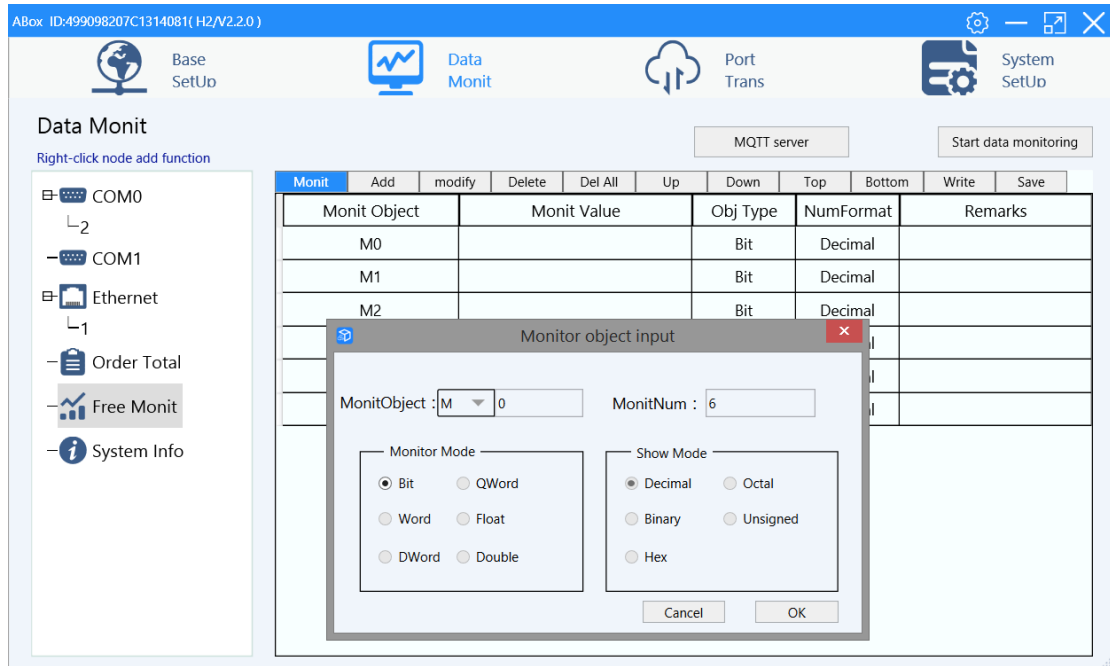 ABox ID:499098207C1314081( H2/V2.2.0 )
Base
SetUp
Data
Monit
Port
Trans
System
SetUp
Data Monit
Right-click node add function
MQTT server
Start data monitoring
COM0
2
COM1
Ethernet
1
Order Total
Free Monit
System Info
Monit Add modify Delete Del All Up Down Top Bottom Write Save
Monit Object Monit Value Obj Type NumFormat Remarks
M0 Bit Decimal
M1 Bit Decimal
M2 Bit Decimal
Monitor object input
MonitObject : M 0 MonitNum : 6
Monitor Mode
Bit QWord
Word Float
DWord Double
Show Mode
Decimal Octal
Binary Unsigned
Hex
Cancel OK